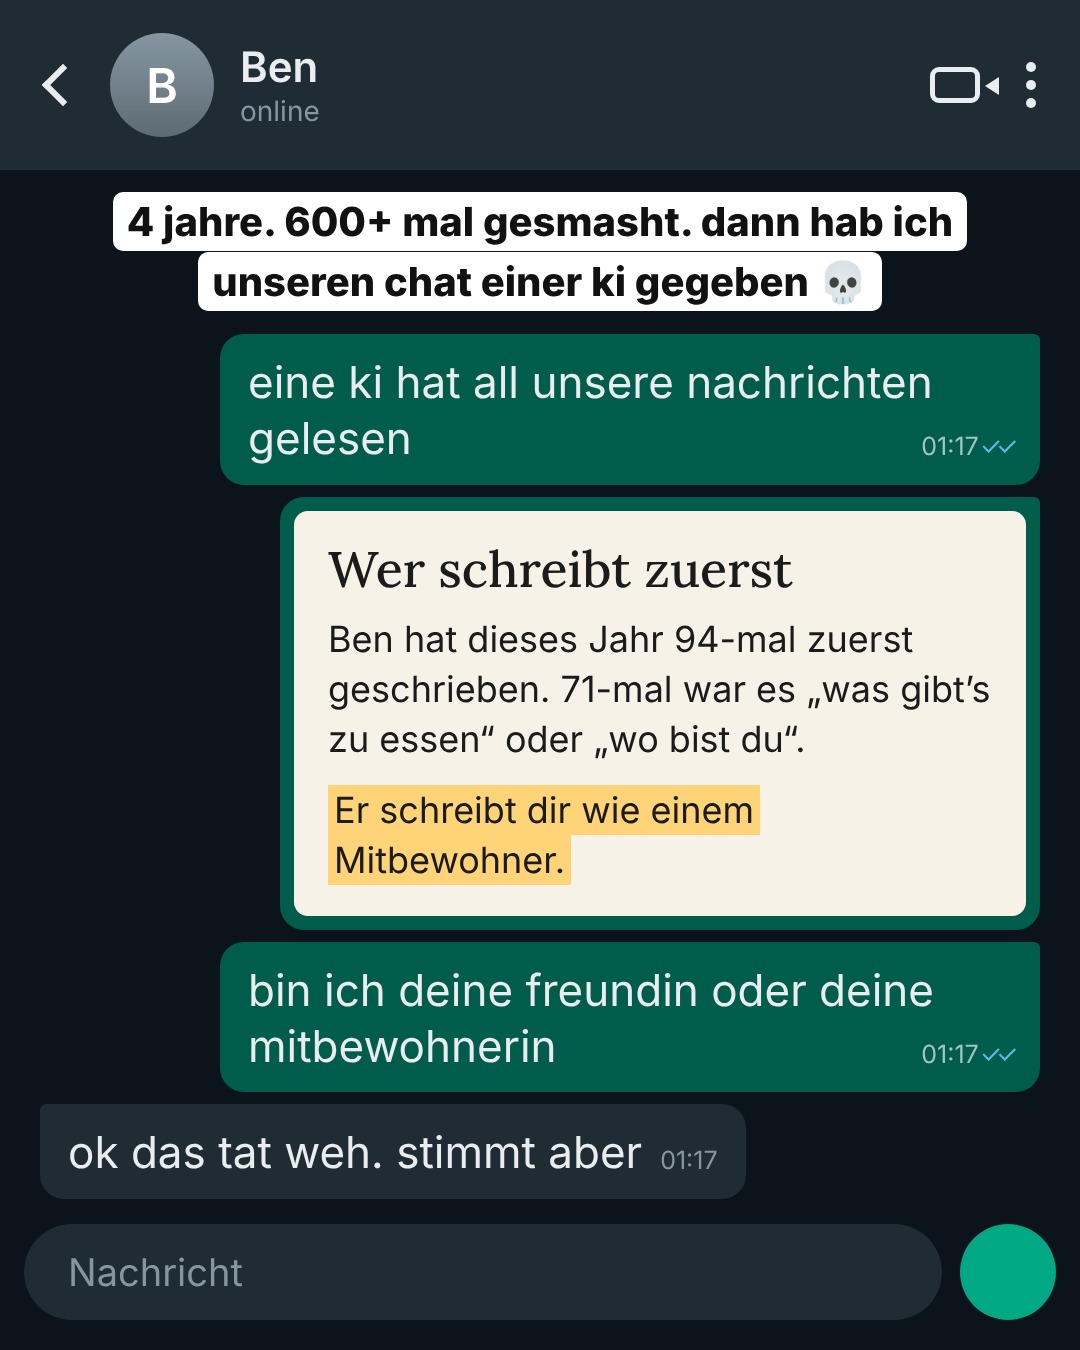 B
Ben
online
4 jahre. 600+ mal gesmasht. dann hab ich
unseren chat einer ki gegeben 💀
eine ki hat all unsere nachrichten
gelesen
01:17
Wer schreibt zuerst
Ben hat dieses Jahr 94-mal zuerst
geschrieben. 71-mal war es „was gibt’s
zu essen“ oder „wo bist du“.
Er schreibt dir wie einem
Mitbewohner.
bin ich deine freundin oder deine
mitbewohnerin
01:17
ok das tat weh. stimmt aber 01:17
Nachricht